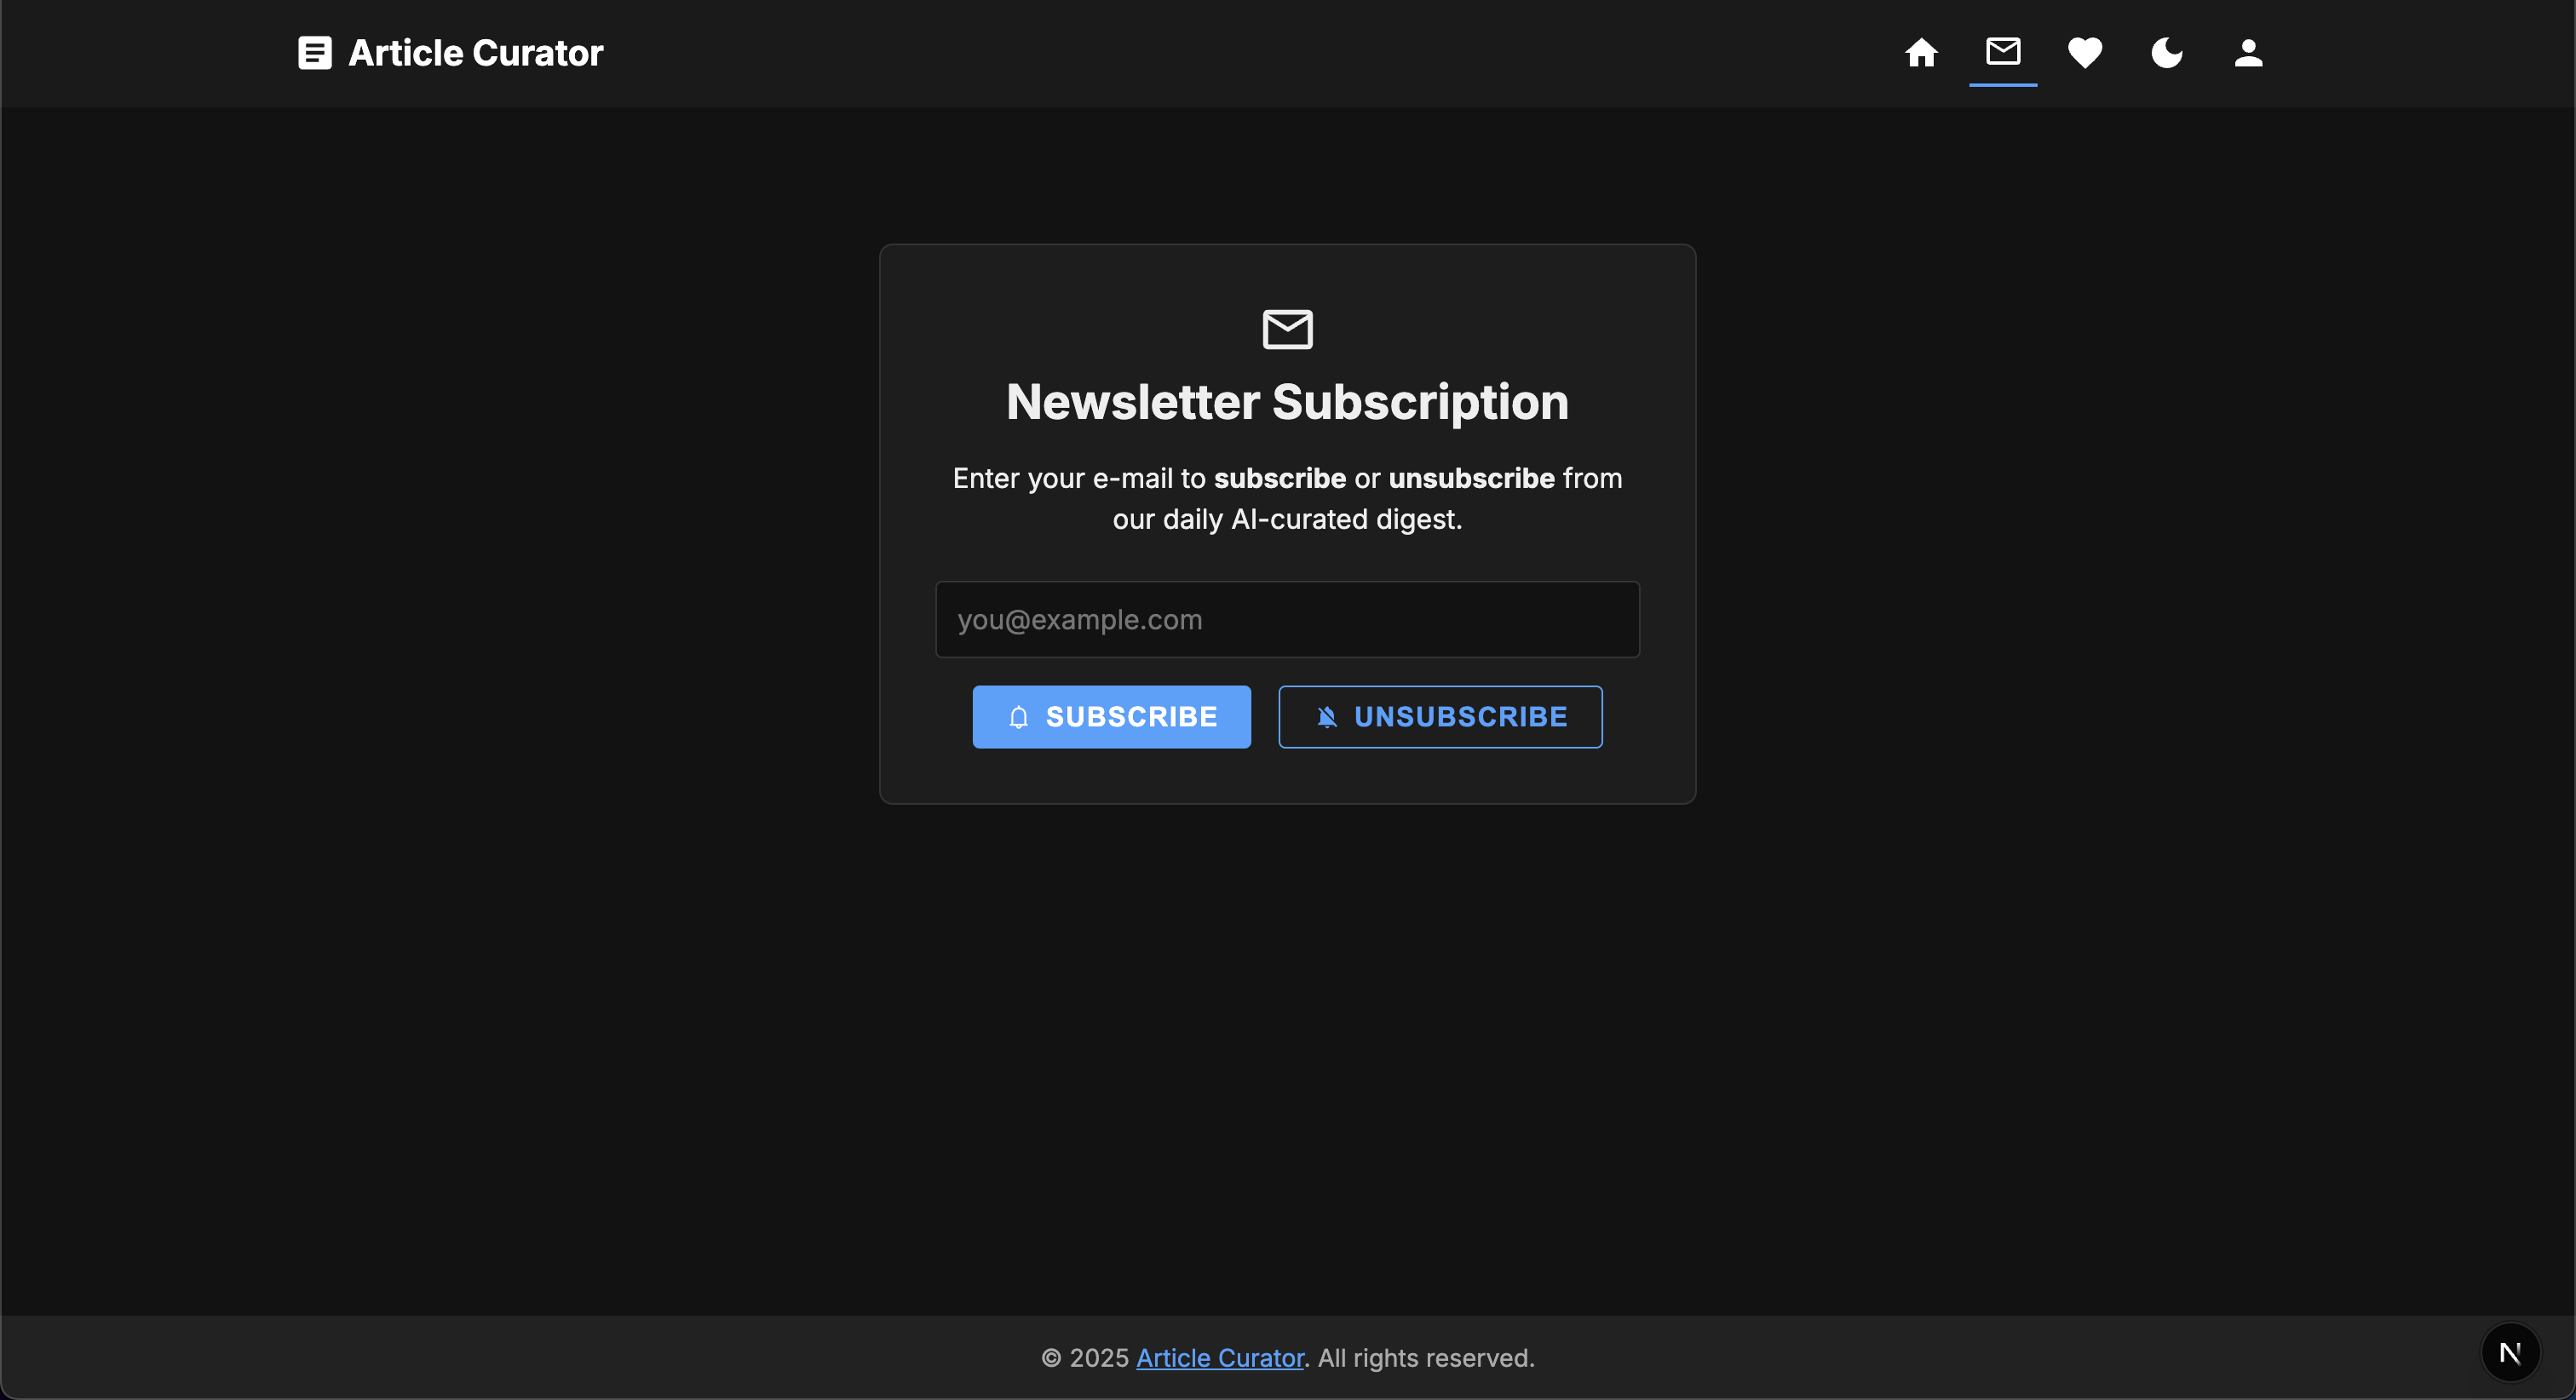 Article Curator
Newsletter Subscription
Enter your e-mail to subscribe or unsubscribe from
our daily AI-curated digest.
you@example.com
SUBSCRIBE
UNSUBSCRIBE
© 2025 Article Curator. All rights reserved.
N